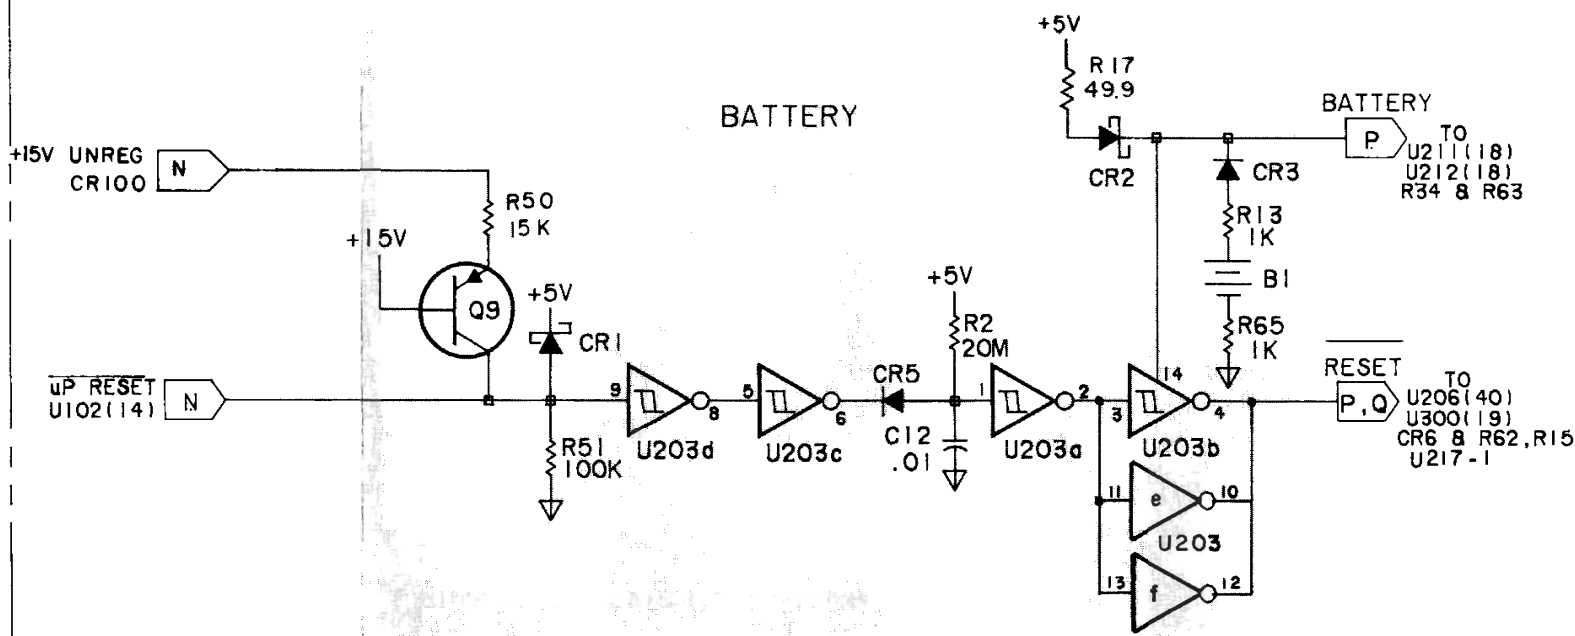 BATTERY
+5V
R17
49.9
CR2
BATTERY
P
TO
U211(18)
U212(18)
R34 & R63
CR3
R13
1K
B1
R65
1K
+15V UNREG
CR100
N
R50
15K
+15V
Q9
+5V
CR1
uP RESET
U102(14)
N
R51
100K
9
8
U203d
5
6
U203c
CR5
+5V
R2
20M
C12
.01
1
2
U203a
3
14
4
U203b
11
e
10
U203
13
f
12
RESET
P,Q
TO
U206(40)
U300(19)
CR6 & R62,R15
U217-1